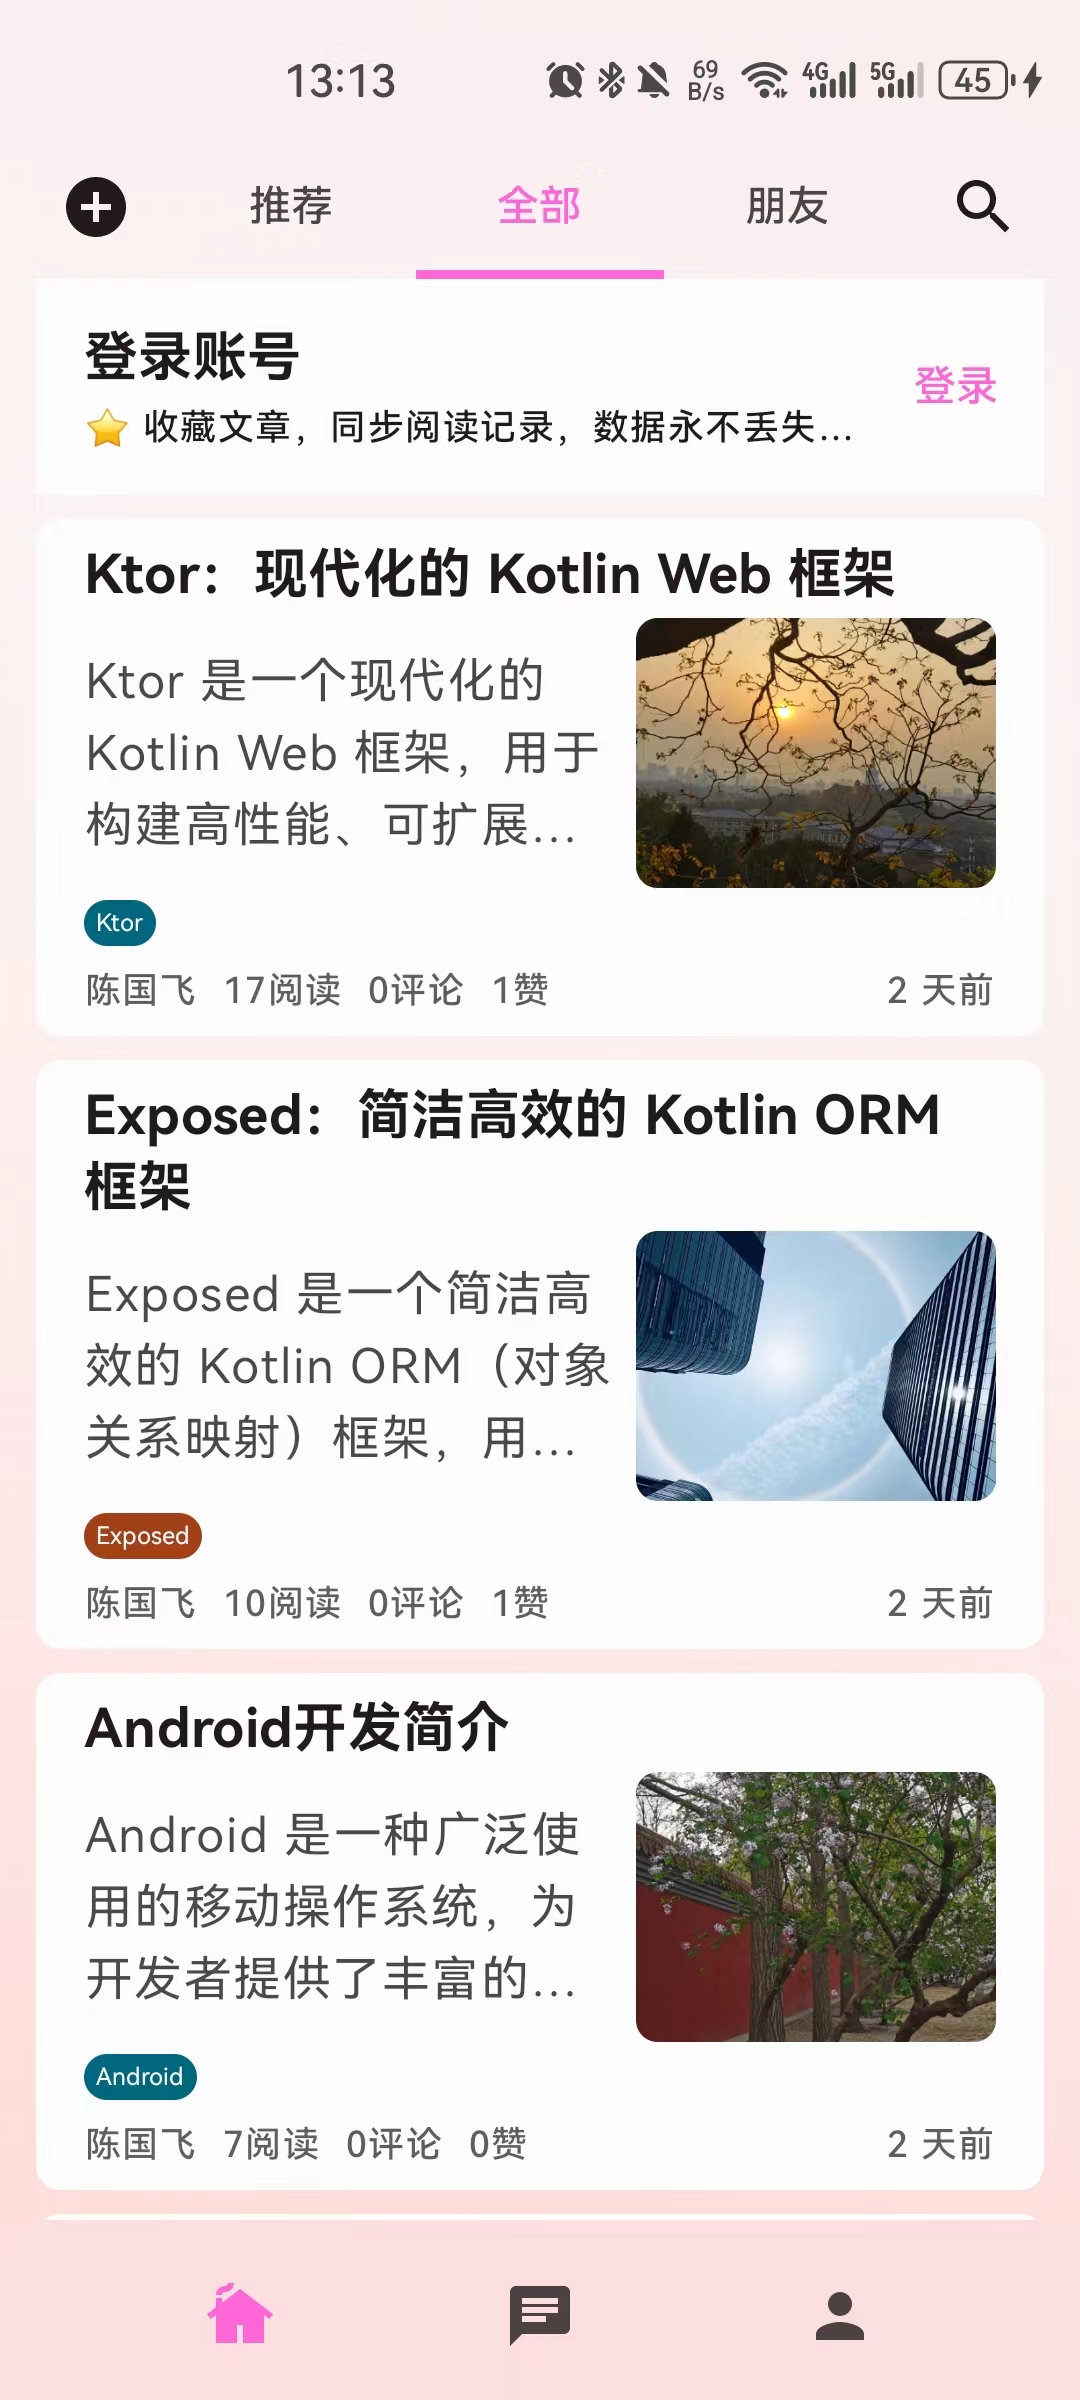 13:13
69
B/s
4G
5G
45
推荐
全部
朋友
登录账号
登录
⭐ 收藏文章，同步阅读记录，数据永不丢失...
Ktor：现代化的 Kotlin Web 框架
Ktor 是一个现代化的
Kotlin Web 框架，用于
构建高性能、可扩展...
Ktor
陈国飞 17阅读 0评论 1赞
2 天前
Exposed：简洁高效的 Kotlin ORM
框架
Exposed 是一个简洁高
效的 Kotlin ORM（对象
关系映射）框架，用...
Exposed
陈国飞 10阅读 0评论 1赞
2 天前
Android开发简介
Android 是一种广泛使
用的移动操作系统，为
开发者提供了丰富的...
Android
陈国飞 7阅读 0评论 0赞
2 天前